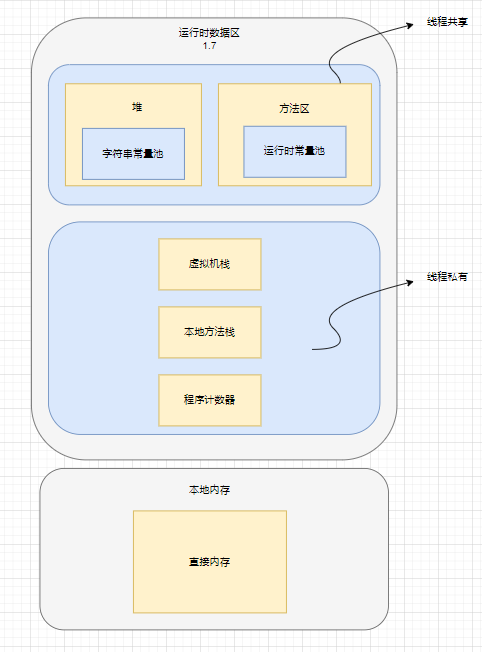 运行时数据区
1.7
线程共享
堆
方法区
字符串常量池
运行时常量池
虚拟机栈
线程私有
本地方法栈
程序计数器
本地内存
直接内存